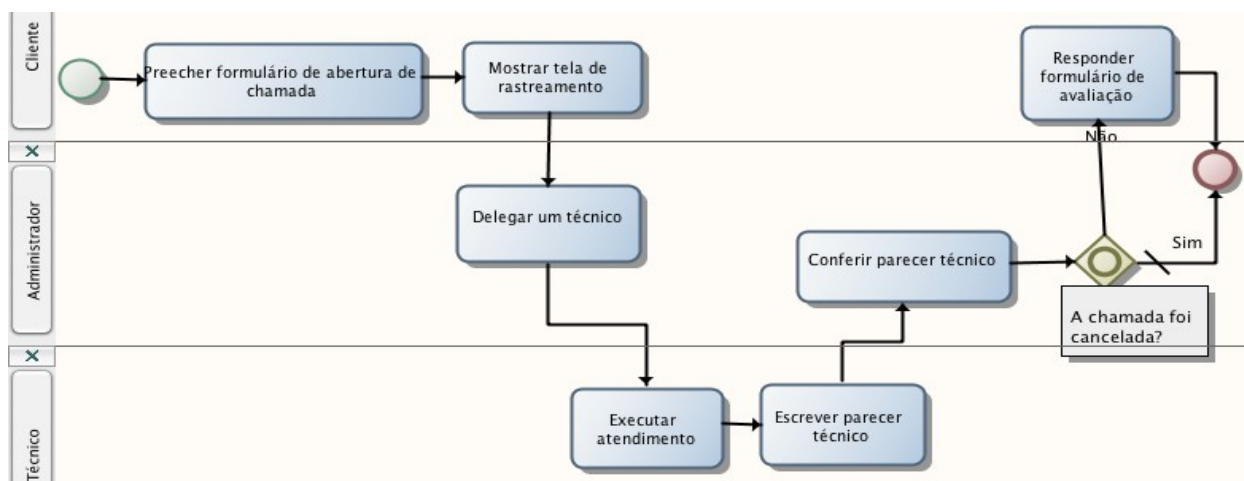 Cliente
Preecher formulário de abertura de
chamada
Mostrar tela de
rastreamento
Responder
formulário de
avaliação
Não
Administrador
Delegar um técnico
Conferir parecer técnico
Sim
A chamada foi
cancelada?
Técnico
Executar
atendimento
Escrever parecer
técnico